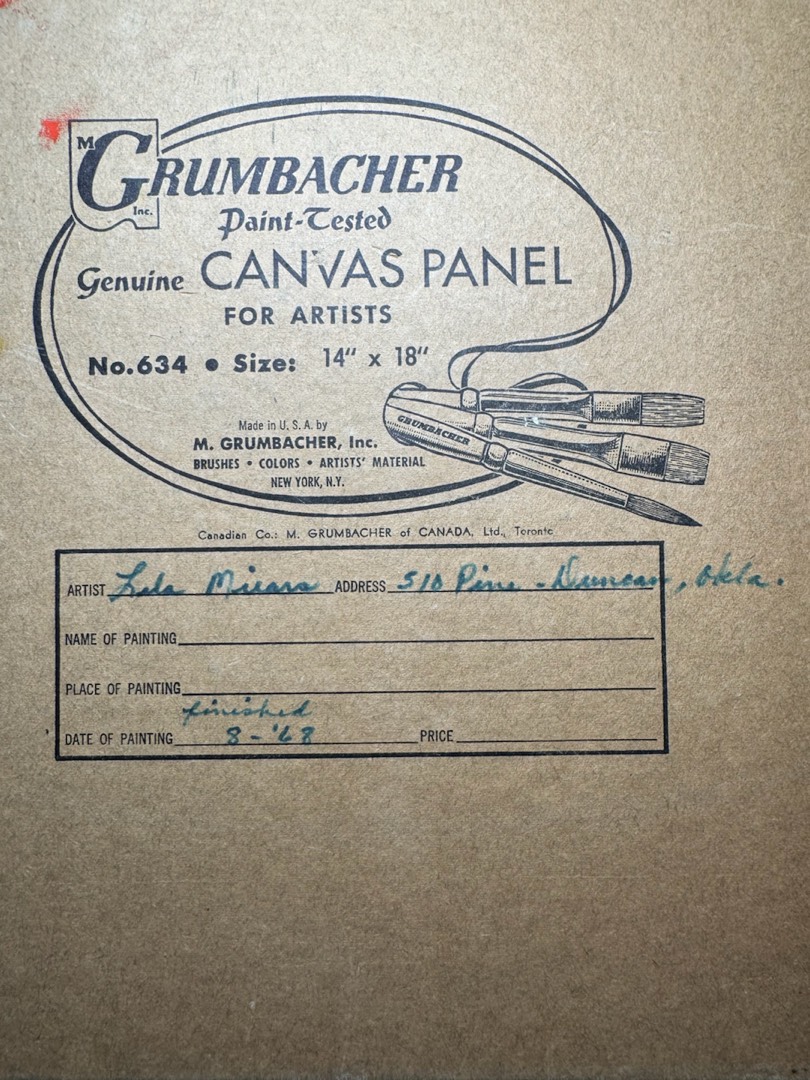 M GRUMBACHER
Inc.
Paint-Tested
Genuine CANVAS PANEL
FOR ARTISTS
No.634 • Size: 14" x 18"
GRUMBACHER
Made in U. S. A. by
M. GRUMBACHER, Inc.
BRUSHES • COLORS • ARTISTS' MATERIAL
NEW YORK, N.Y.
Canadian Co.: M. GRUMBACHER of CANADA, Ltd., Toronto
ARTIST Lela ADDRESS 510 Pine - Duncan, Okla.
NAME OF PAINTING
PLACE OF PAINTING
finished
DATE OF PAINTING 8-'68 PRICE